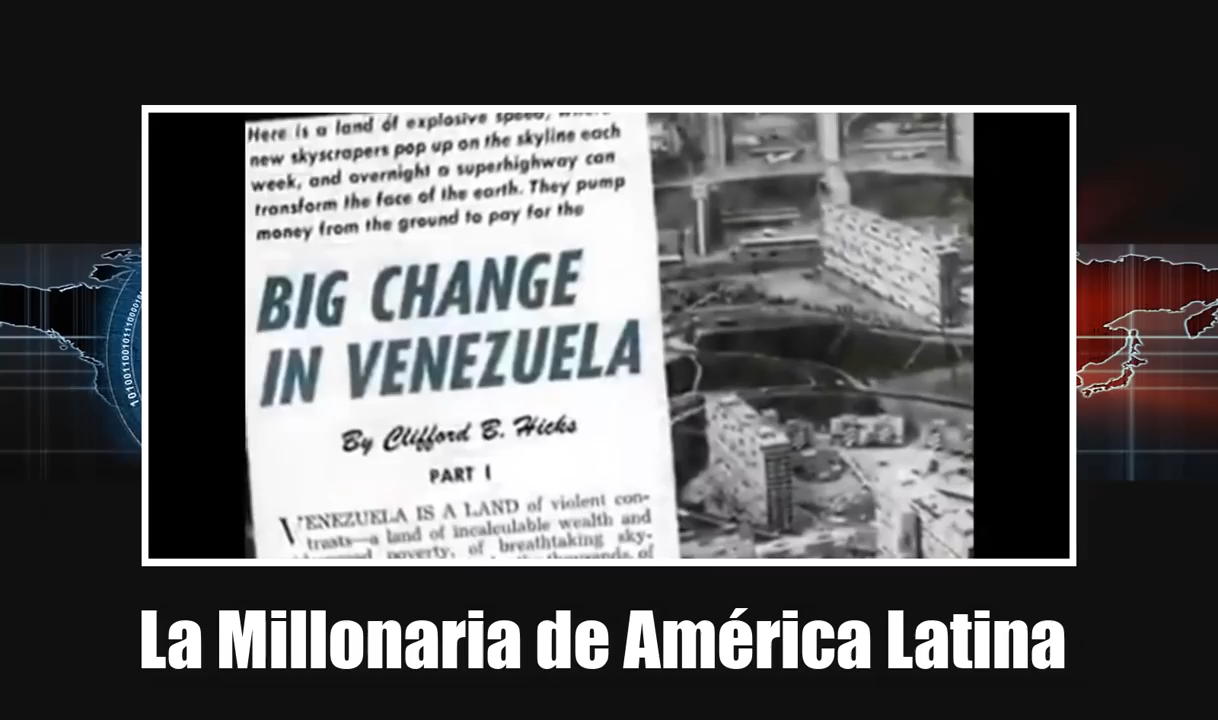 Here is a land of explosive speed, where
new skyscrapers pop up on the skyline each
week, and overnight a superhighway can
transform the face of the earth. They pump
money from the ground to pay for the
BIG CHANGE
IN VENEZUELA
By Clifford B. Hicks
PART I
VENEZUELA IS A LAND of violent con-
trasts—a land of incalculable wealth and
poverty, of breathtaking sky-
thousands of
La Millonaria de América Latina